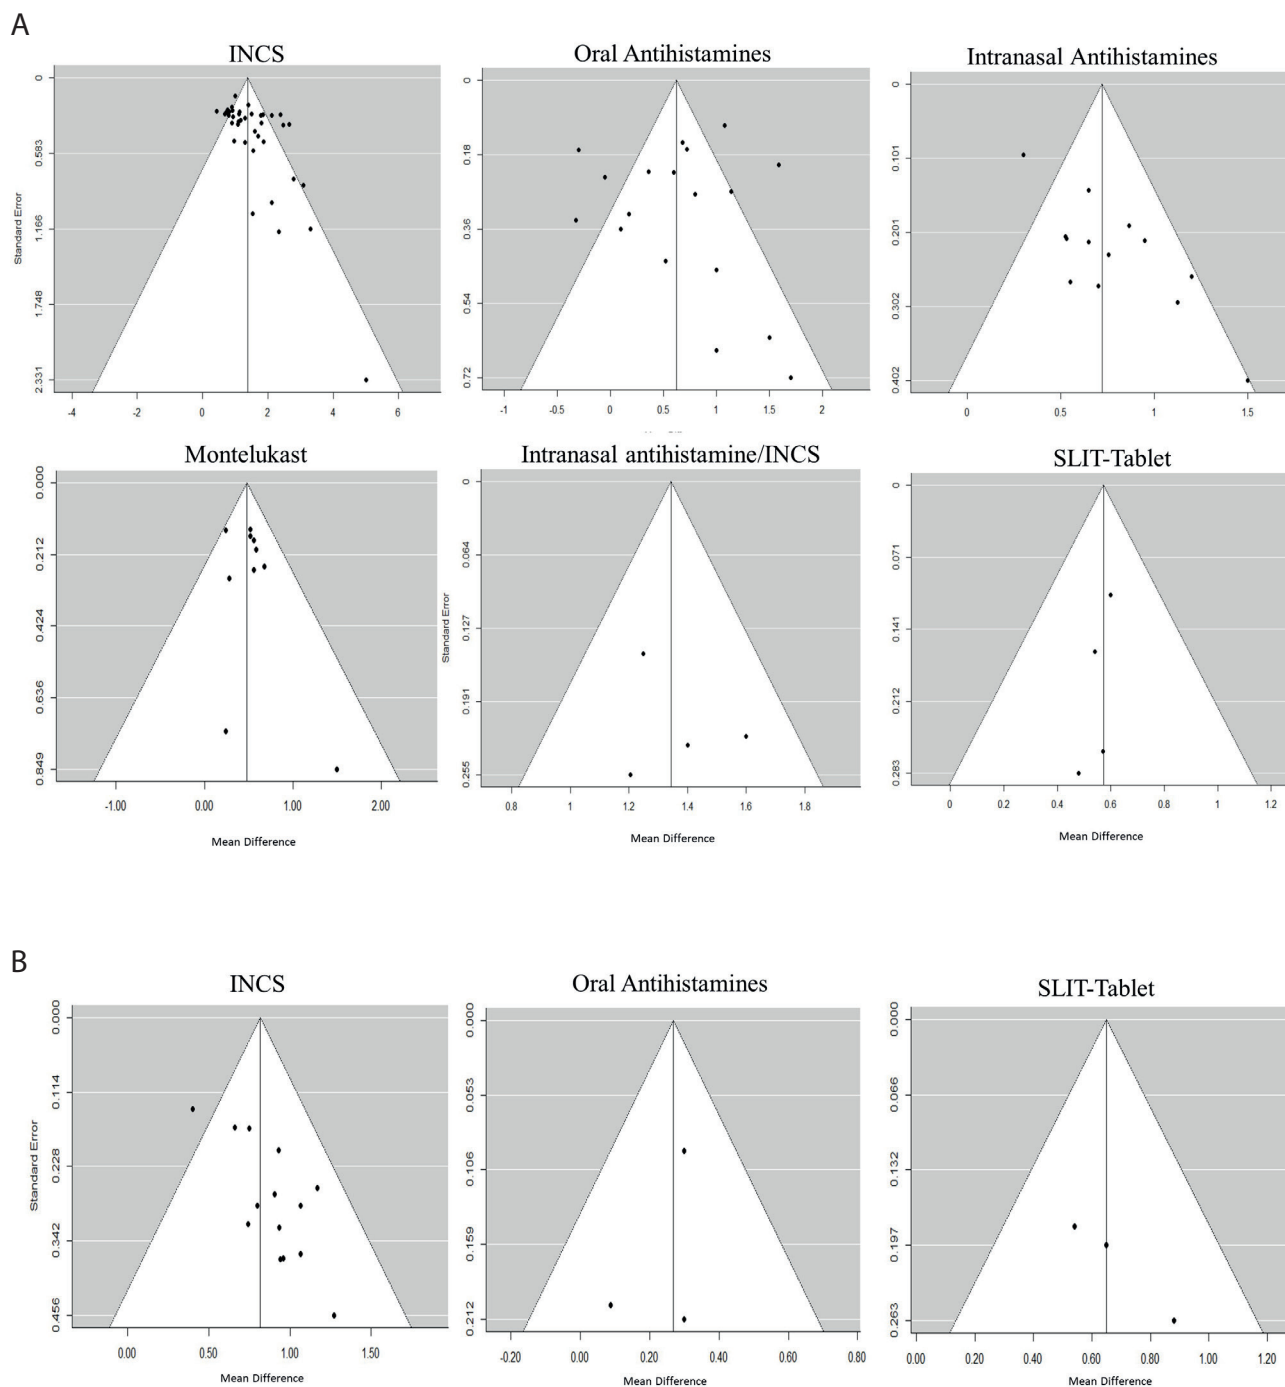 A
INCS
Oral Antihistamines
Intranasal Antihistamines
Standard Error
0
0.583
1.166
1.748
2.331
-4 -2 0 2 4 6
0
0.18
0.36
0.54
0.72
-1 -0.5 0 0.5 1 1.5 2
0
0.101
0.201
0.302
0.402
0 0.5 1 1.5
Montelukast
Intranasal antihistamine/INCS
SLIT-Tablet
0.000
0.212
0.424
0.636
0.849
-1.00 0.00 1.00 2.00
Mean Difference
Standard Error
0
0.064
0.127
0.191
0.255
0.8 1 1.2 1.4 1.6 1.8
Mean Difference
0
0.071
0.141
0.212
0.283
0 0.2 0.4 0.6 0.8 1 1.2
Mean Difference
B
INCS
Oral Antihistamines
SLIT-Tablet
Standard Error
0.000
0.114
0.228
0.342
0.456
0.00 0.50 1.00 1.50
Mean Difference
0.000
0.053
0.106
0.159
0.212
-0.20 0.00 0.20 0.40 0.60 0.80
Mean Difference
0.000
0.066
0.132
0.197
0.263
0.00 0.20 0.40 0.60 0.80 1.00 1.20
Mean Difference